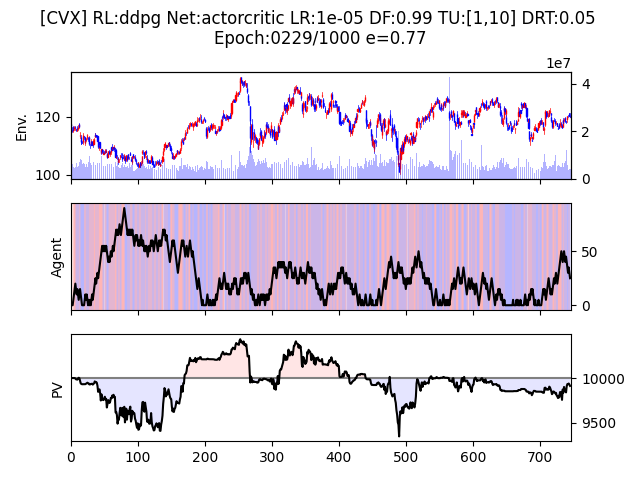 [CVX] RL:ddpg Net:actorcritic LR:1e-05 DF:0.99 TU:[1,10] DRT:0.05
Epoch:0229/1000 e=0.77
1e7
Env.
120
100
4
2
0
Agent
50
0
PV
10000
9500
0
100
200
300
400
500
600
700